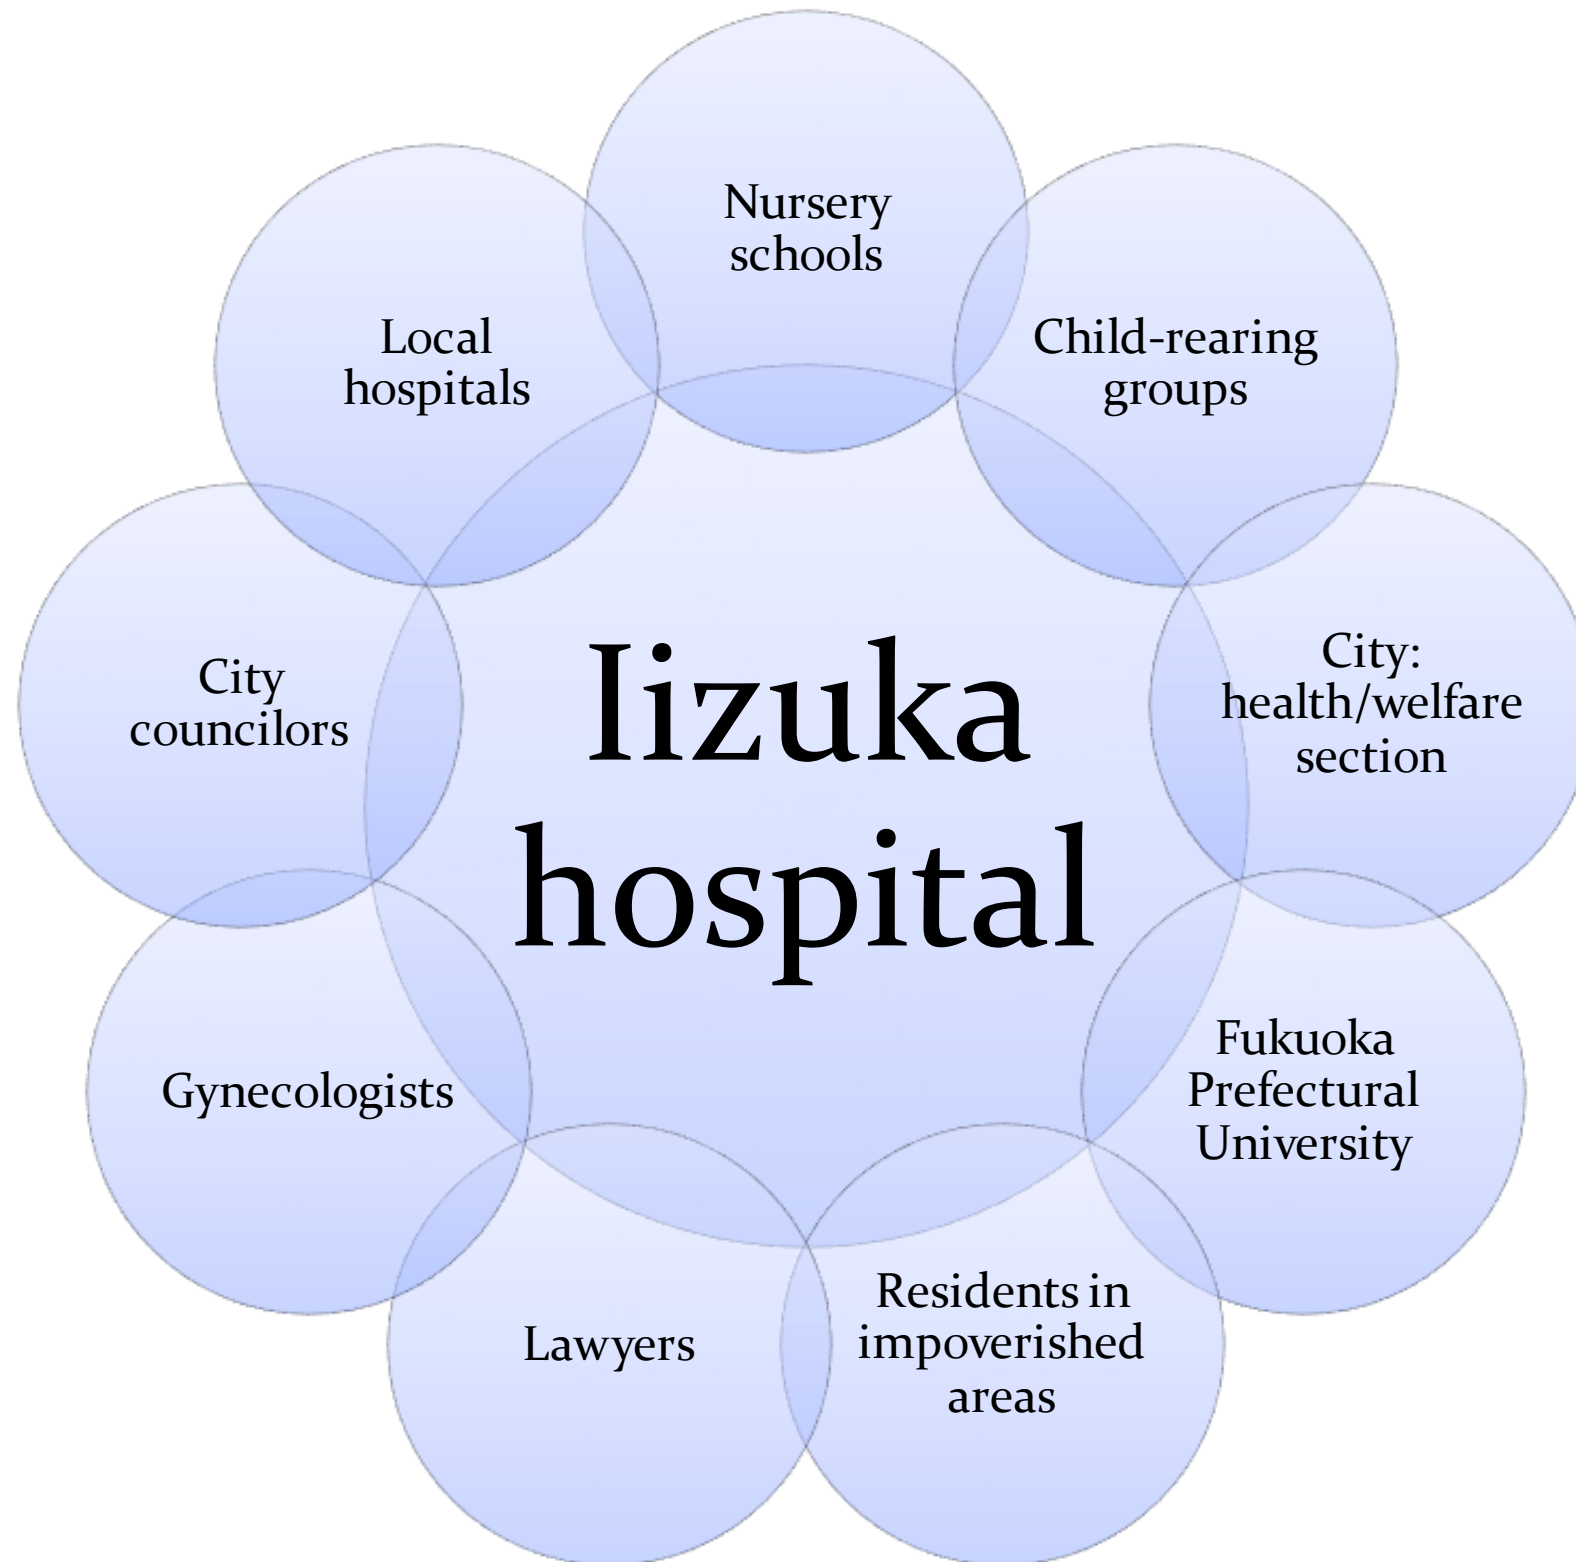 Nursery
schools
Child-rearing
groups
City:
health/welfare
section
Fukuoka
Prefectural
University
Residents in
impoverished
areas
Lawyers
Gynecologists
City
councilors
Local
hospitals
Iizuka
hospital